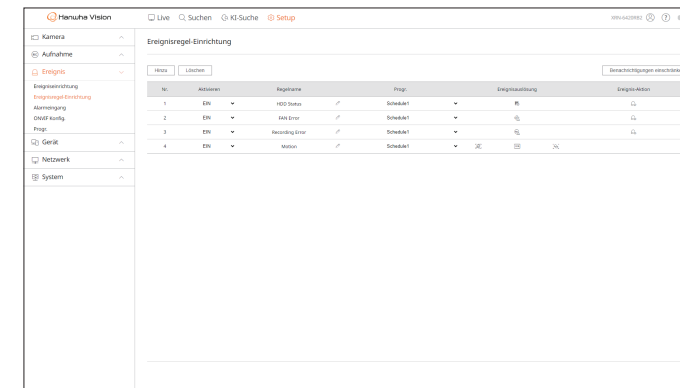 Hanwha Vision
Live Suchen KI-Suche Setup
Kamera
Aufnahme
Ereignis
Ereigniseinrichtung
Ereignisregel-Einrichtung
Alarmeingang
ONVIF Konfig.
Progr.
Gerät
Netzwerk
System
Ereignisregel-Einrichtung
Hinzu Löschen
Nr. Aktivieren Regelname Progr. Ereignisauslösung Ereignis-Aktion
1 EIN HDD Status Schedule1
2 EIN FAN Error Schedule1
3 EIN Recording Error Schedule1
4 EIN Motion Schedule1